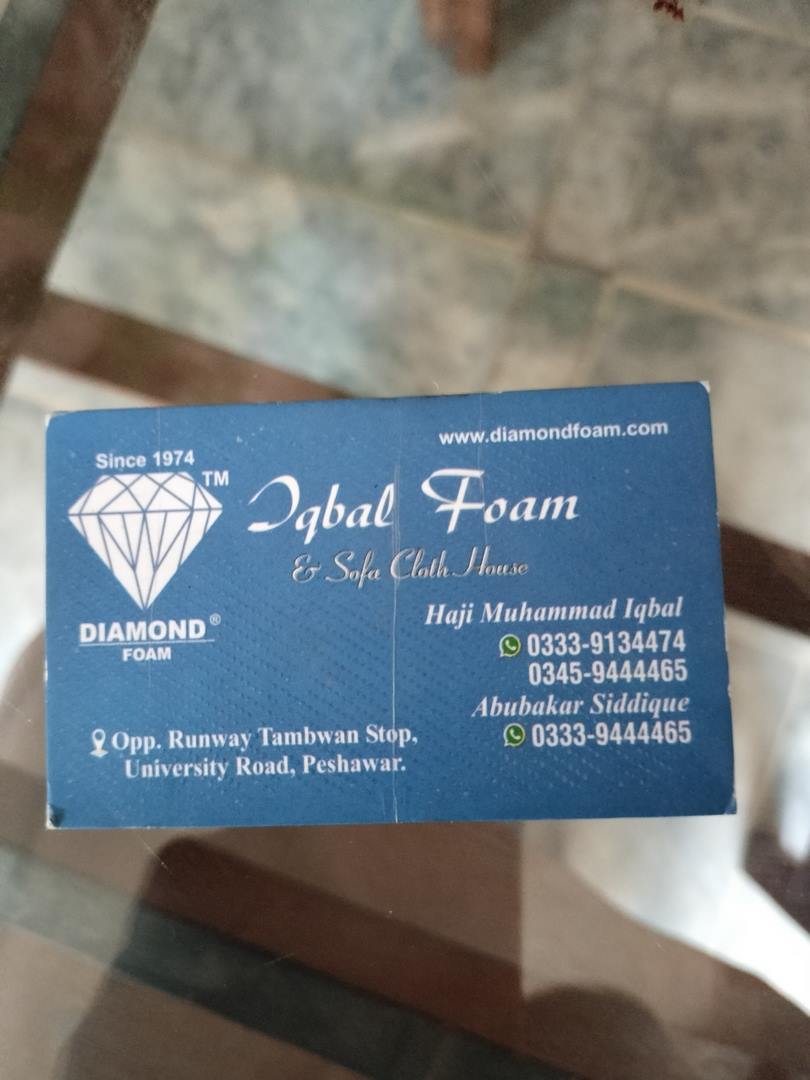 www.diamondfoam.com
Since 1974
TM
Iqbal Foam
& Sofa Cloth House
DIAMOND®
FOAM
Haji Muhammad Iqbal
0333-9134474
0345-9444465
Abubakar Siddique
0333-9444465
Opp. Runway Tambwan Stop,
University Road, Peshawar.